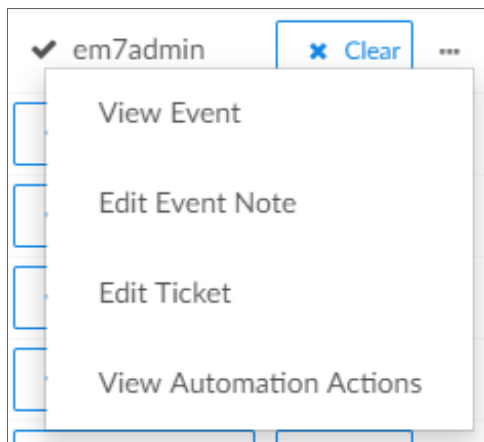 em7admin Clear
View Event
Edit Event Note
Edit Ticket
View Automation Actions